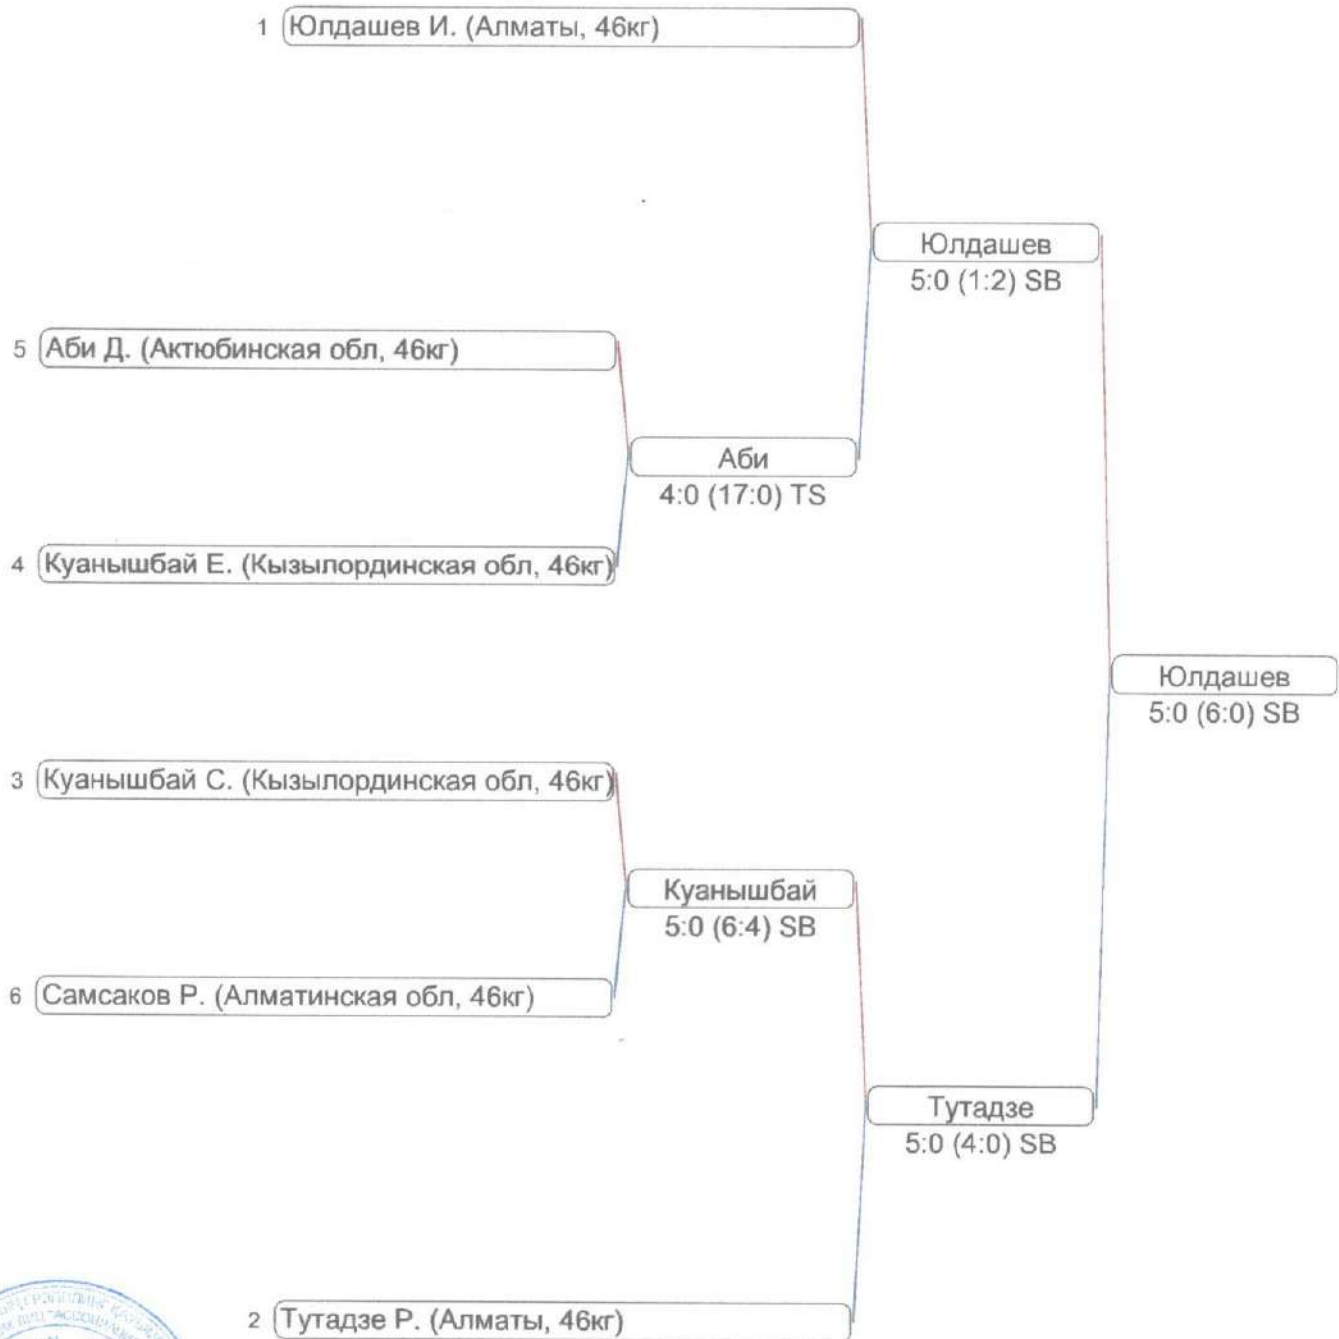 1 Юлдашев И. (Алматы, 46кг)
Юлдашев
5:0 (1:2) SB
5 Аби Д. (Актюбинская обл, 46кг)
Аби
4:0 (17:0) TS
4 Куанышбай Е. (Кызылординская обл, 46кг)
Юлдашев
5:0 (6:0) SB
3 Куанышбай С. (Кызылординская обл, 46кг)
Куанышбай
5:0 (6:4) SB
6 Самсаков Р. (Алматинская обл, 46кг)
Тутадзе
5:0 (4:0) SB
2 Тутадзе Р. (Алматы, 46кг)